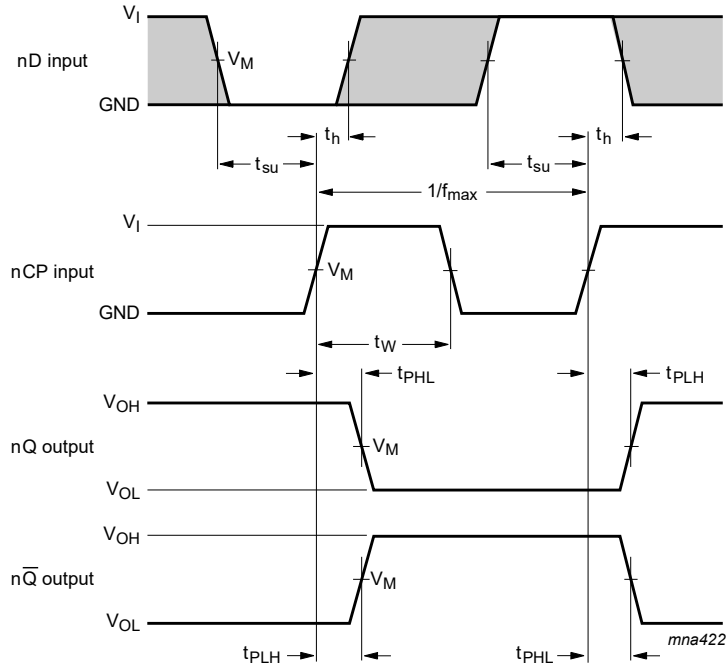 V_I
nD input
V_M
GND
t_h
t_h
t_su
t_su
1/f_max
V_I
nCP input
V_M
GND
t_W
t_PHL
t_PLH
V_OH
nQ output
V_M
V_OL
V_OH
nQ̅ output
V_M
V_OL
t_PLH
t_PHL
mna422